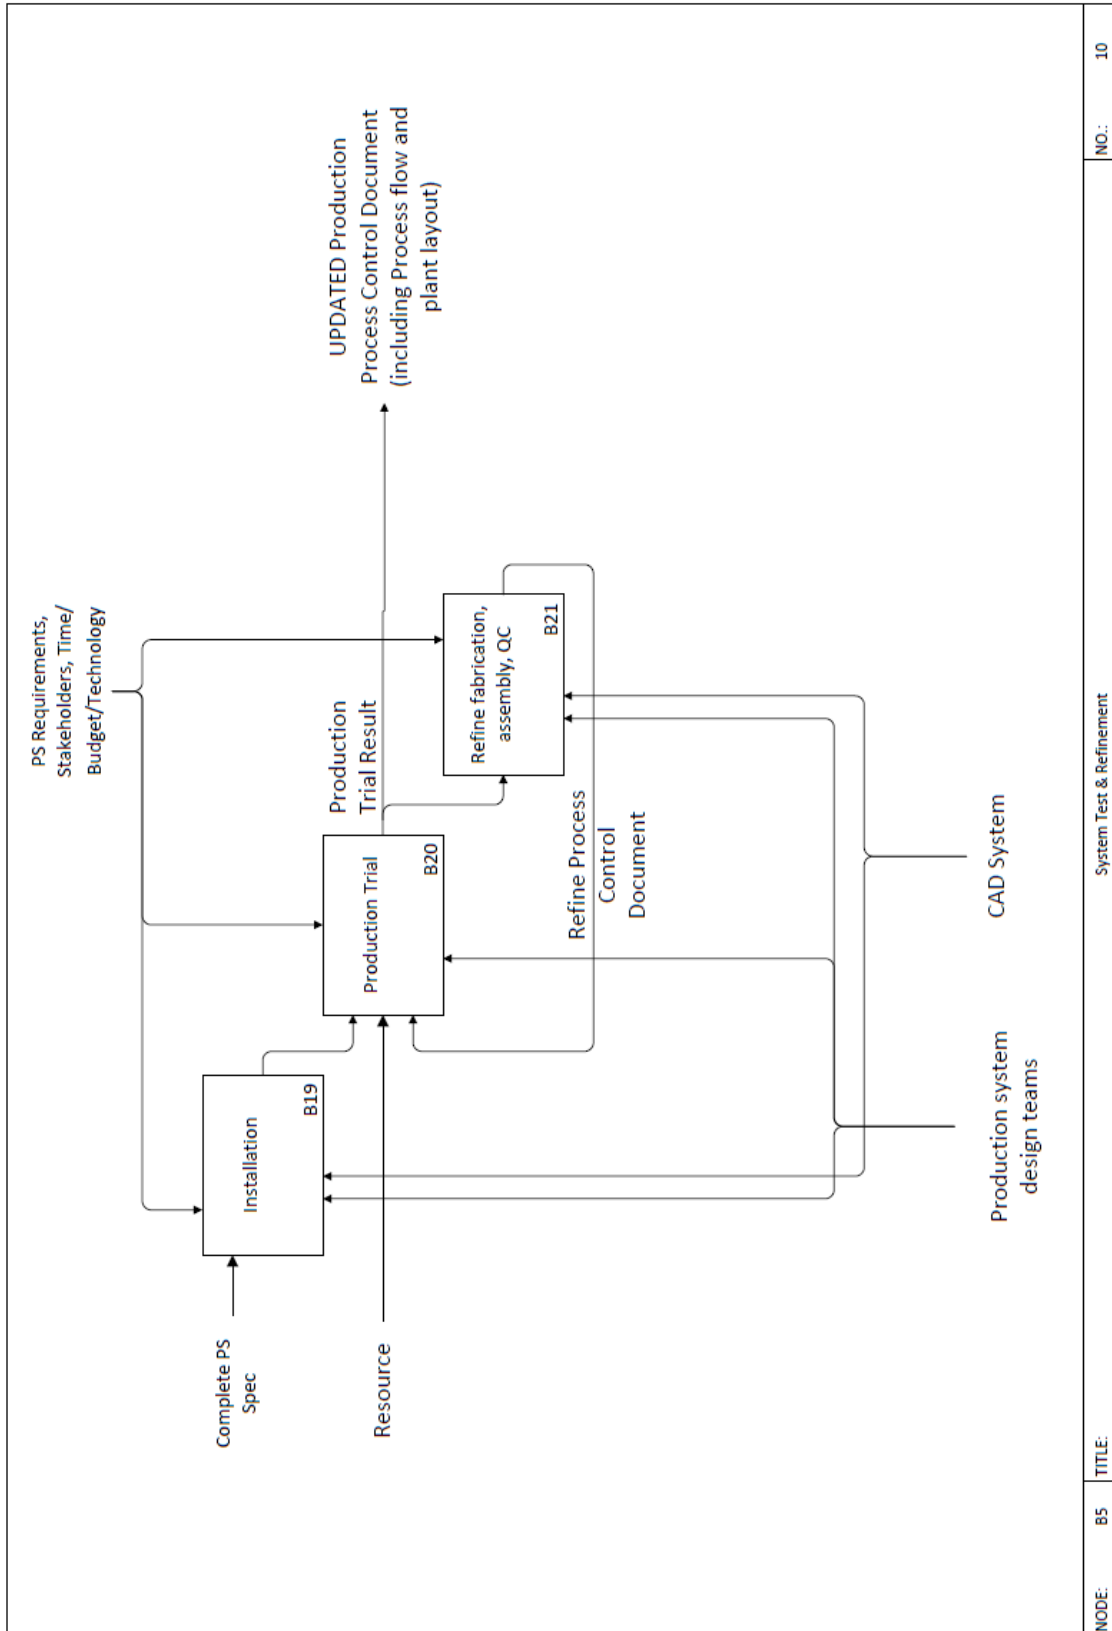 PS Requirements,
Stakeholders, Time/
Budget/Technology
Complete PS
Spec
Installation
B19
Resource
Production Trial
B20
Production
Trial Result
UPDATED Production
Process Control Document
(including Process flow and
plant layout)
Refine fabrication,
assembly, QC
B21
Refine Process
Control
Document
Production system
design teams
CAD System
NODE: B5 TITLE: System Test & Refinement NO.: 10